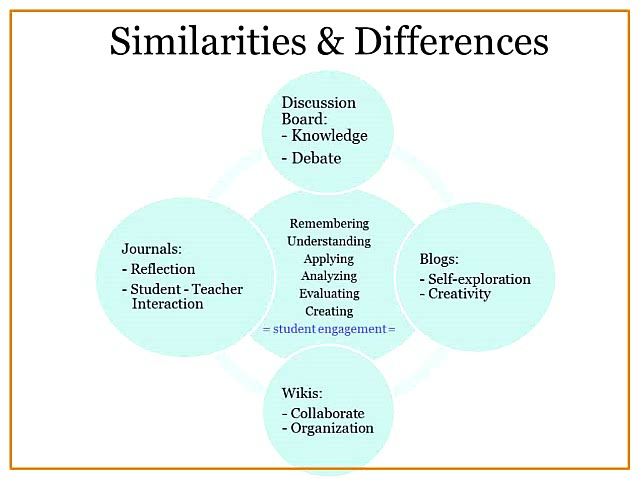 Similarities & Differences
Discussion
Board:
- Knowledge
- Debate
Journals:
- Reflection
- Student - Teacher
Interaction
Remembering
Understanding
Applying
Analyzing
Evaluating
Creating
= student engagement =
Blogs:
- Self-exploration
- Creativity
Wikis:
- Collaborate
- Organization